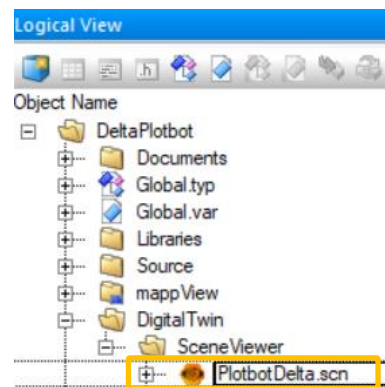 Logical View
.h
Object Name
DeltaPlotbot
Documents
Global.typ
Global.var
Libraries
Source
mappView
DigitalTwin
SceneViewer
PlotbotDelta.scn